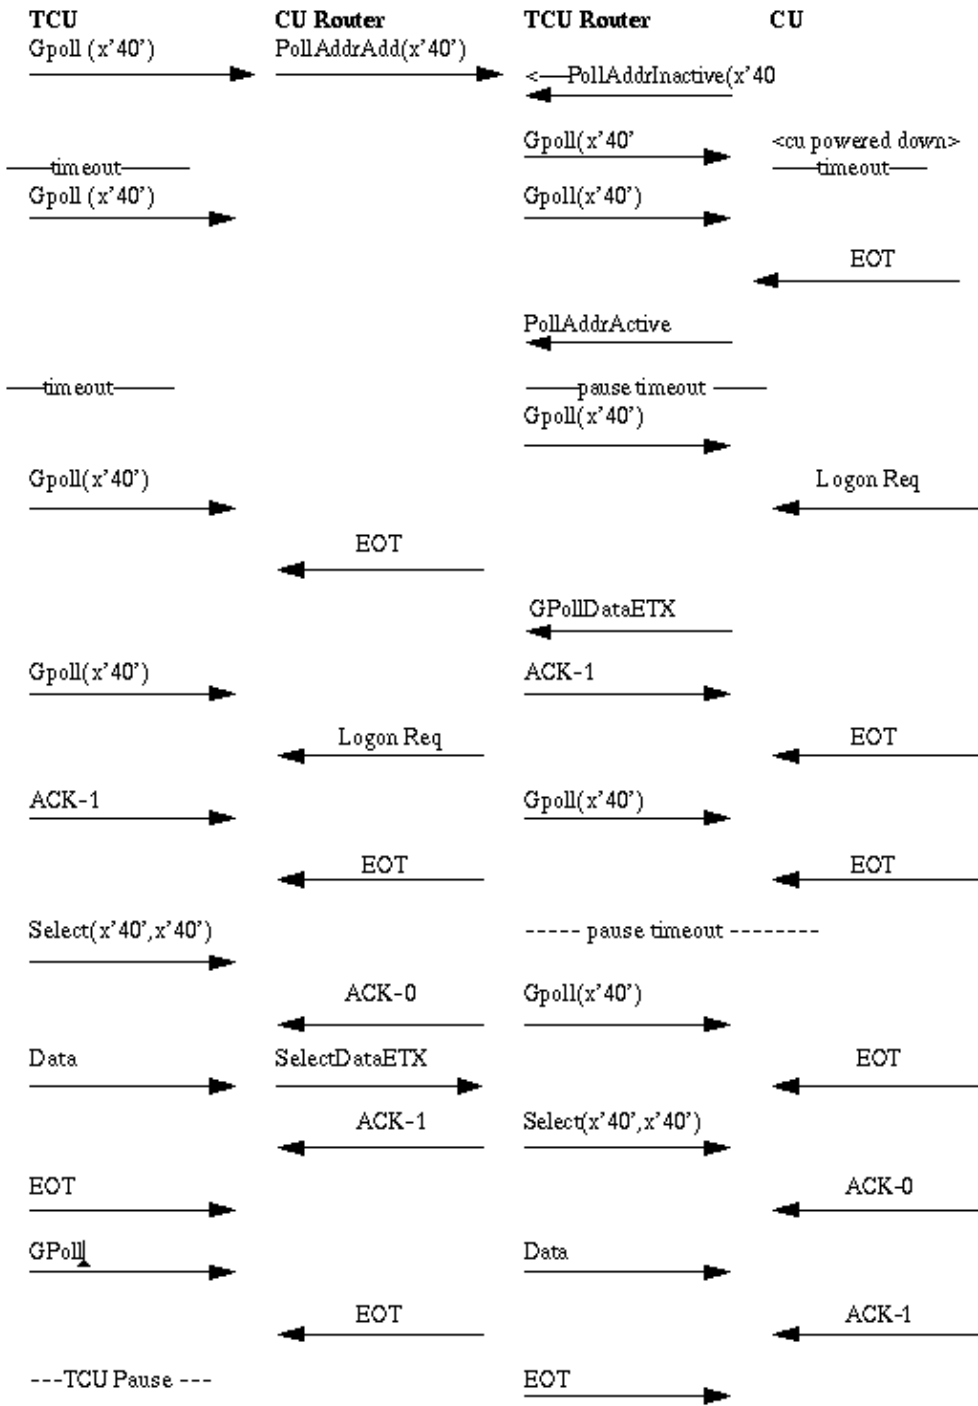 TCU CU Router TCU Router CU
Gpoll (x'40') PollAddrAdd(x'40')
<—PollAddrInactive(x'40
Gpoll(x'40' <cu powered down>
——timeout—— ——timeout——
Gpoll (x'40') Gpoll(x'40')
EOT
PollAddrActive
——timeout—— ——pause timeout ——
Gpoll(x'40')
Gpoll(x'40') Logon Req
EOT
GPollDataETX
Gpoll(x'40') ACK-1
Logon Req EOT
ACK-1 Gpoll(x'40')
EOT EOT
Select(x'40',x'40') ----- pause timeout --------
ACK-0 Gpoll(x'40')
Data SelectDataETX EOT
ACK-1 Select(x'40',x'40')
EOT ACK-0
GPoll Data
EOT ACK-1
---TCU Pause --- EOT